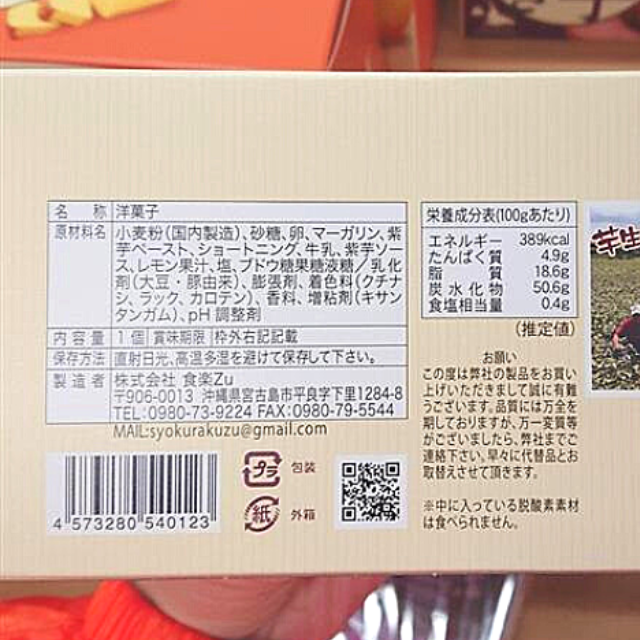 名 称 洋菓子
原材料名 小麦粉(国内製造)、砂糖、卵、マーガリン、紫
芋ペースト、ショートニング、牛乳、紫芋ソー
ス、レモン果汁、塩、ブドウ糖果糖液糖/乳化
剤(大豆・豚由来)、膨張剤、着色料(クチナ
シ、ラック、カロテン)、香料、増粘剤(キサン
タンガム)、pH調整剤
内容量 1個 賞味期限 枠外右記記載
保存方法 直射日光、高温多湿を避けて保存して下さい。
製造者 株式会社 食楽Zu
〒906-0013 沖縄県宮古島市平良字下里1284-8
TEL:0980-73-9224 FAX:0980-79-5544
MAIL:syokurakuzu@gmail.com
4 573280 540123
プラ 包装
紙 外箱
栄養成分表(100gあたり)
エネルギー 389kcal
たんぱく質 4.9g
脂質 18.6g
炭水化物 50.6g
食塩相当量 0.4g
(推定値)
お願い
この度は弊社の製品をお買い
上げいただきまして誠に有難
うございます。品質には万全を
期しておりますが、万一変質等
がございましたら、弊社までご
連絡下さい。早々に代替品とお
取替えさせて頂きます。
※中に入っている脱酸素素材
は食べられません。
芋生